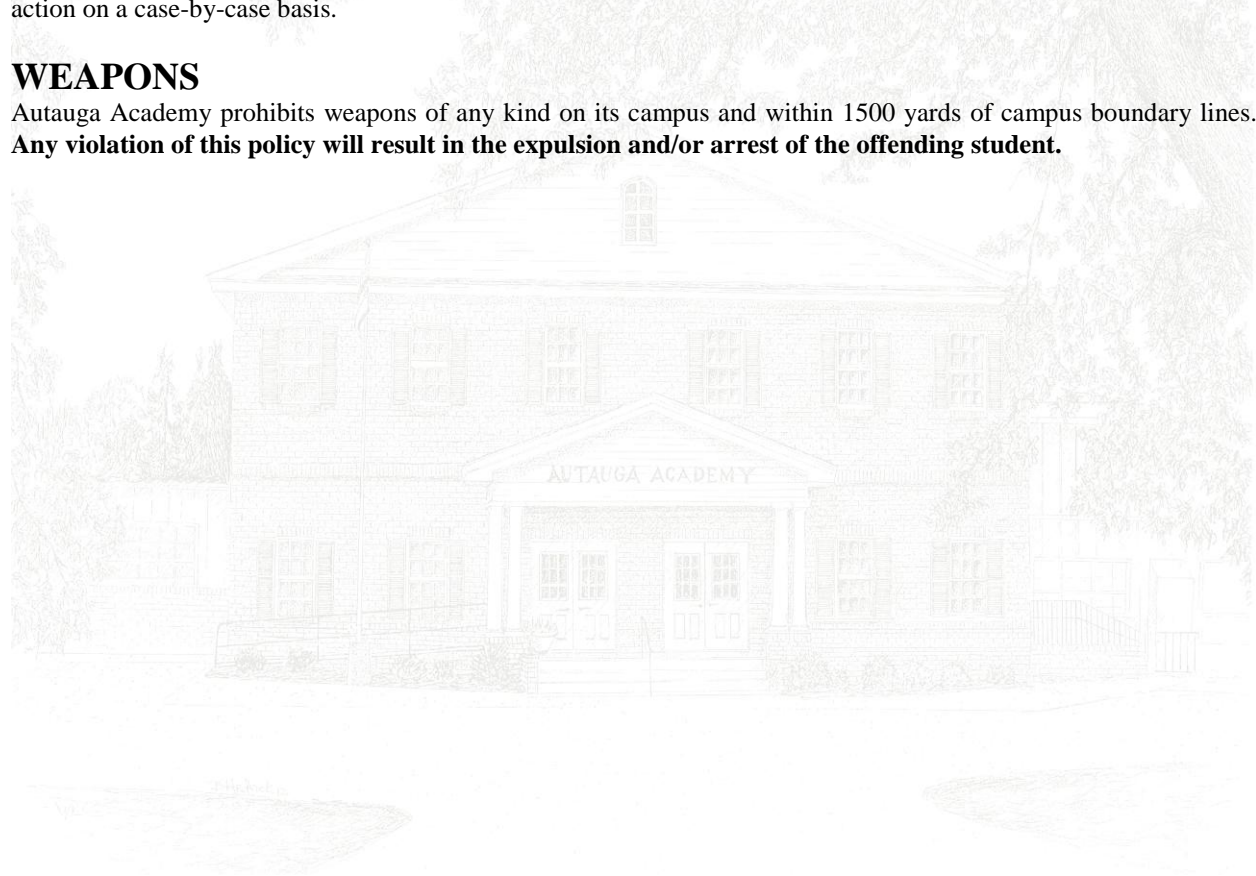 action on a case-by-case basis.
WEAPONS
Autauga Academy prohibits weapons of any kind on its campus and within 1500 yards of campus boundary lines.
Any violation of this policy will result in the expulsion and/or arrest of the offending student.
AUTAUGA ACADEMY